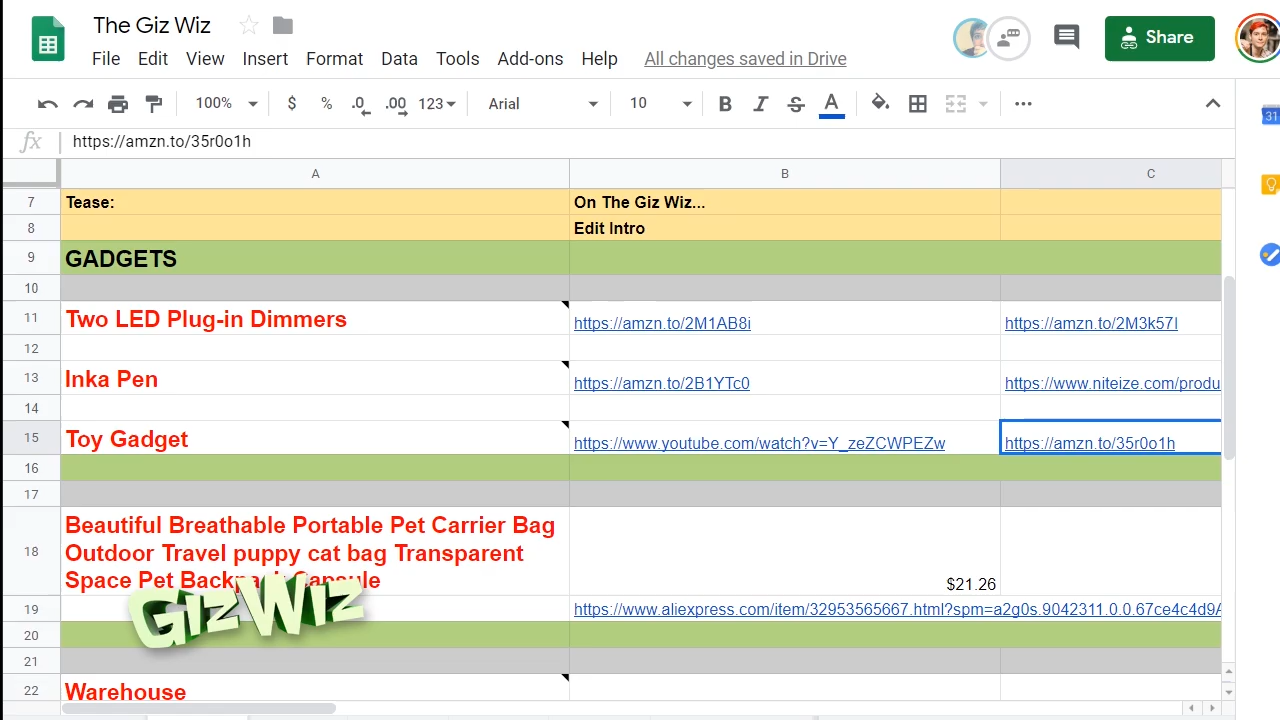 The Giz Wiz
File Edit View Insert Format Data Tools Add-ons Help All changes saved in Drive
Share
100% $ % .0 .00 123 Arial 10 B I S A
31
fx https://amzn.to/35r0o1h
A B C
7 Tease: On The Giz Wiz...
8 Edit Intro
9 GADGETS
10
11 Two LED Plug-in Dimmers https://amzn.to/2M1AB8i https://amzn.to/2M3k57I
12
13 Inka Pen https://amzn.to/2B1YTc0 https://www.niteize.com/produ
14
15 Toy Gadget https://www.youtube.com/watch?v=Y_zeZCWPEZw https://amzn.to/35r0o1h
16
17
18 Beautiful Breathable Portable Pet Carrier Bag
Outdoor Travel puppy cat bag Transparent
Space Pet Backpack Capsule $21.26
19 https://www.aliexpress.com/item/32953565667.html?spm=a2g0s.9042311.0.0.67ce4c4d9A
GizWiz
20
21
22 Warehouse